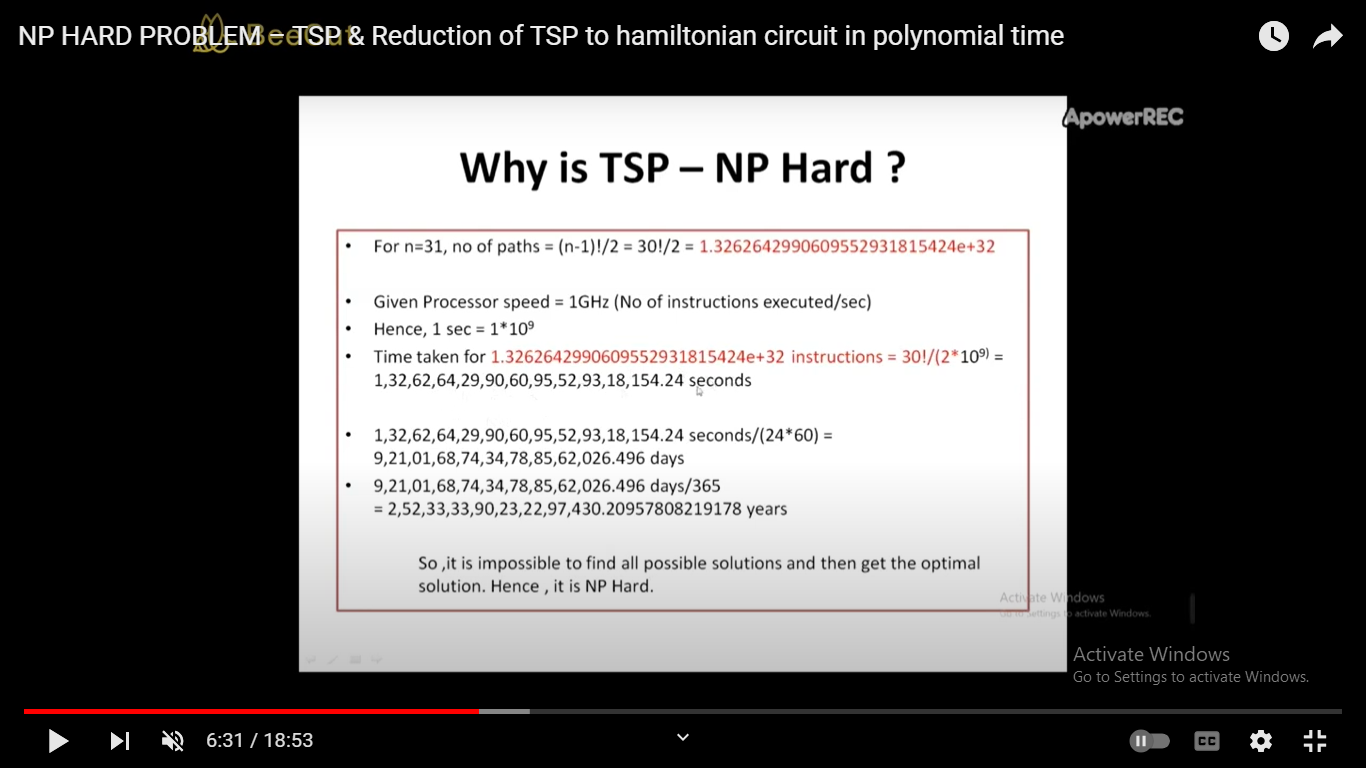 NP HARD PROBLEM – TSP & Reduction of TSP to hamiltonian circuit in polynomial time
BeeCut
ApowerREC
Why is TSP – NP Hard ?
• For n=31, no of paths = (n-1)!/2 = 30!/2 = 1.3262642990609552931815424e+32
• Given Processor speed = 1GHz (No of instructions executed/sec)
• Hence, 1 sec = 1*10⁹
• Time taken for 1.3262642990609552931815424e+32 instructions = 30!/(2*10⁹⁾ =
1,32,62,64,29,90,60,95,52,93,18,154.24 seconds
• 1,32,62,64,29,90,60,95,52,93,18,154.24 seconds/(24*60) =
9,21,01,68,74,34,78,85,62,026.496 days
• 9,21,01,68,74,34,78,85,62,026.496 days/365
= 2,52,33,33,90,23,22,97,430.20957808219178 years
So ,it is impossible to find all possible solutions and then get the optimal
solution. Hence , it is NP Hard.
Activate Windows
Go to Settings to activate Windows.
Activate Windows
Go to Settings to activate Windows.
6:31 / 18:53
CC